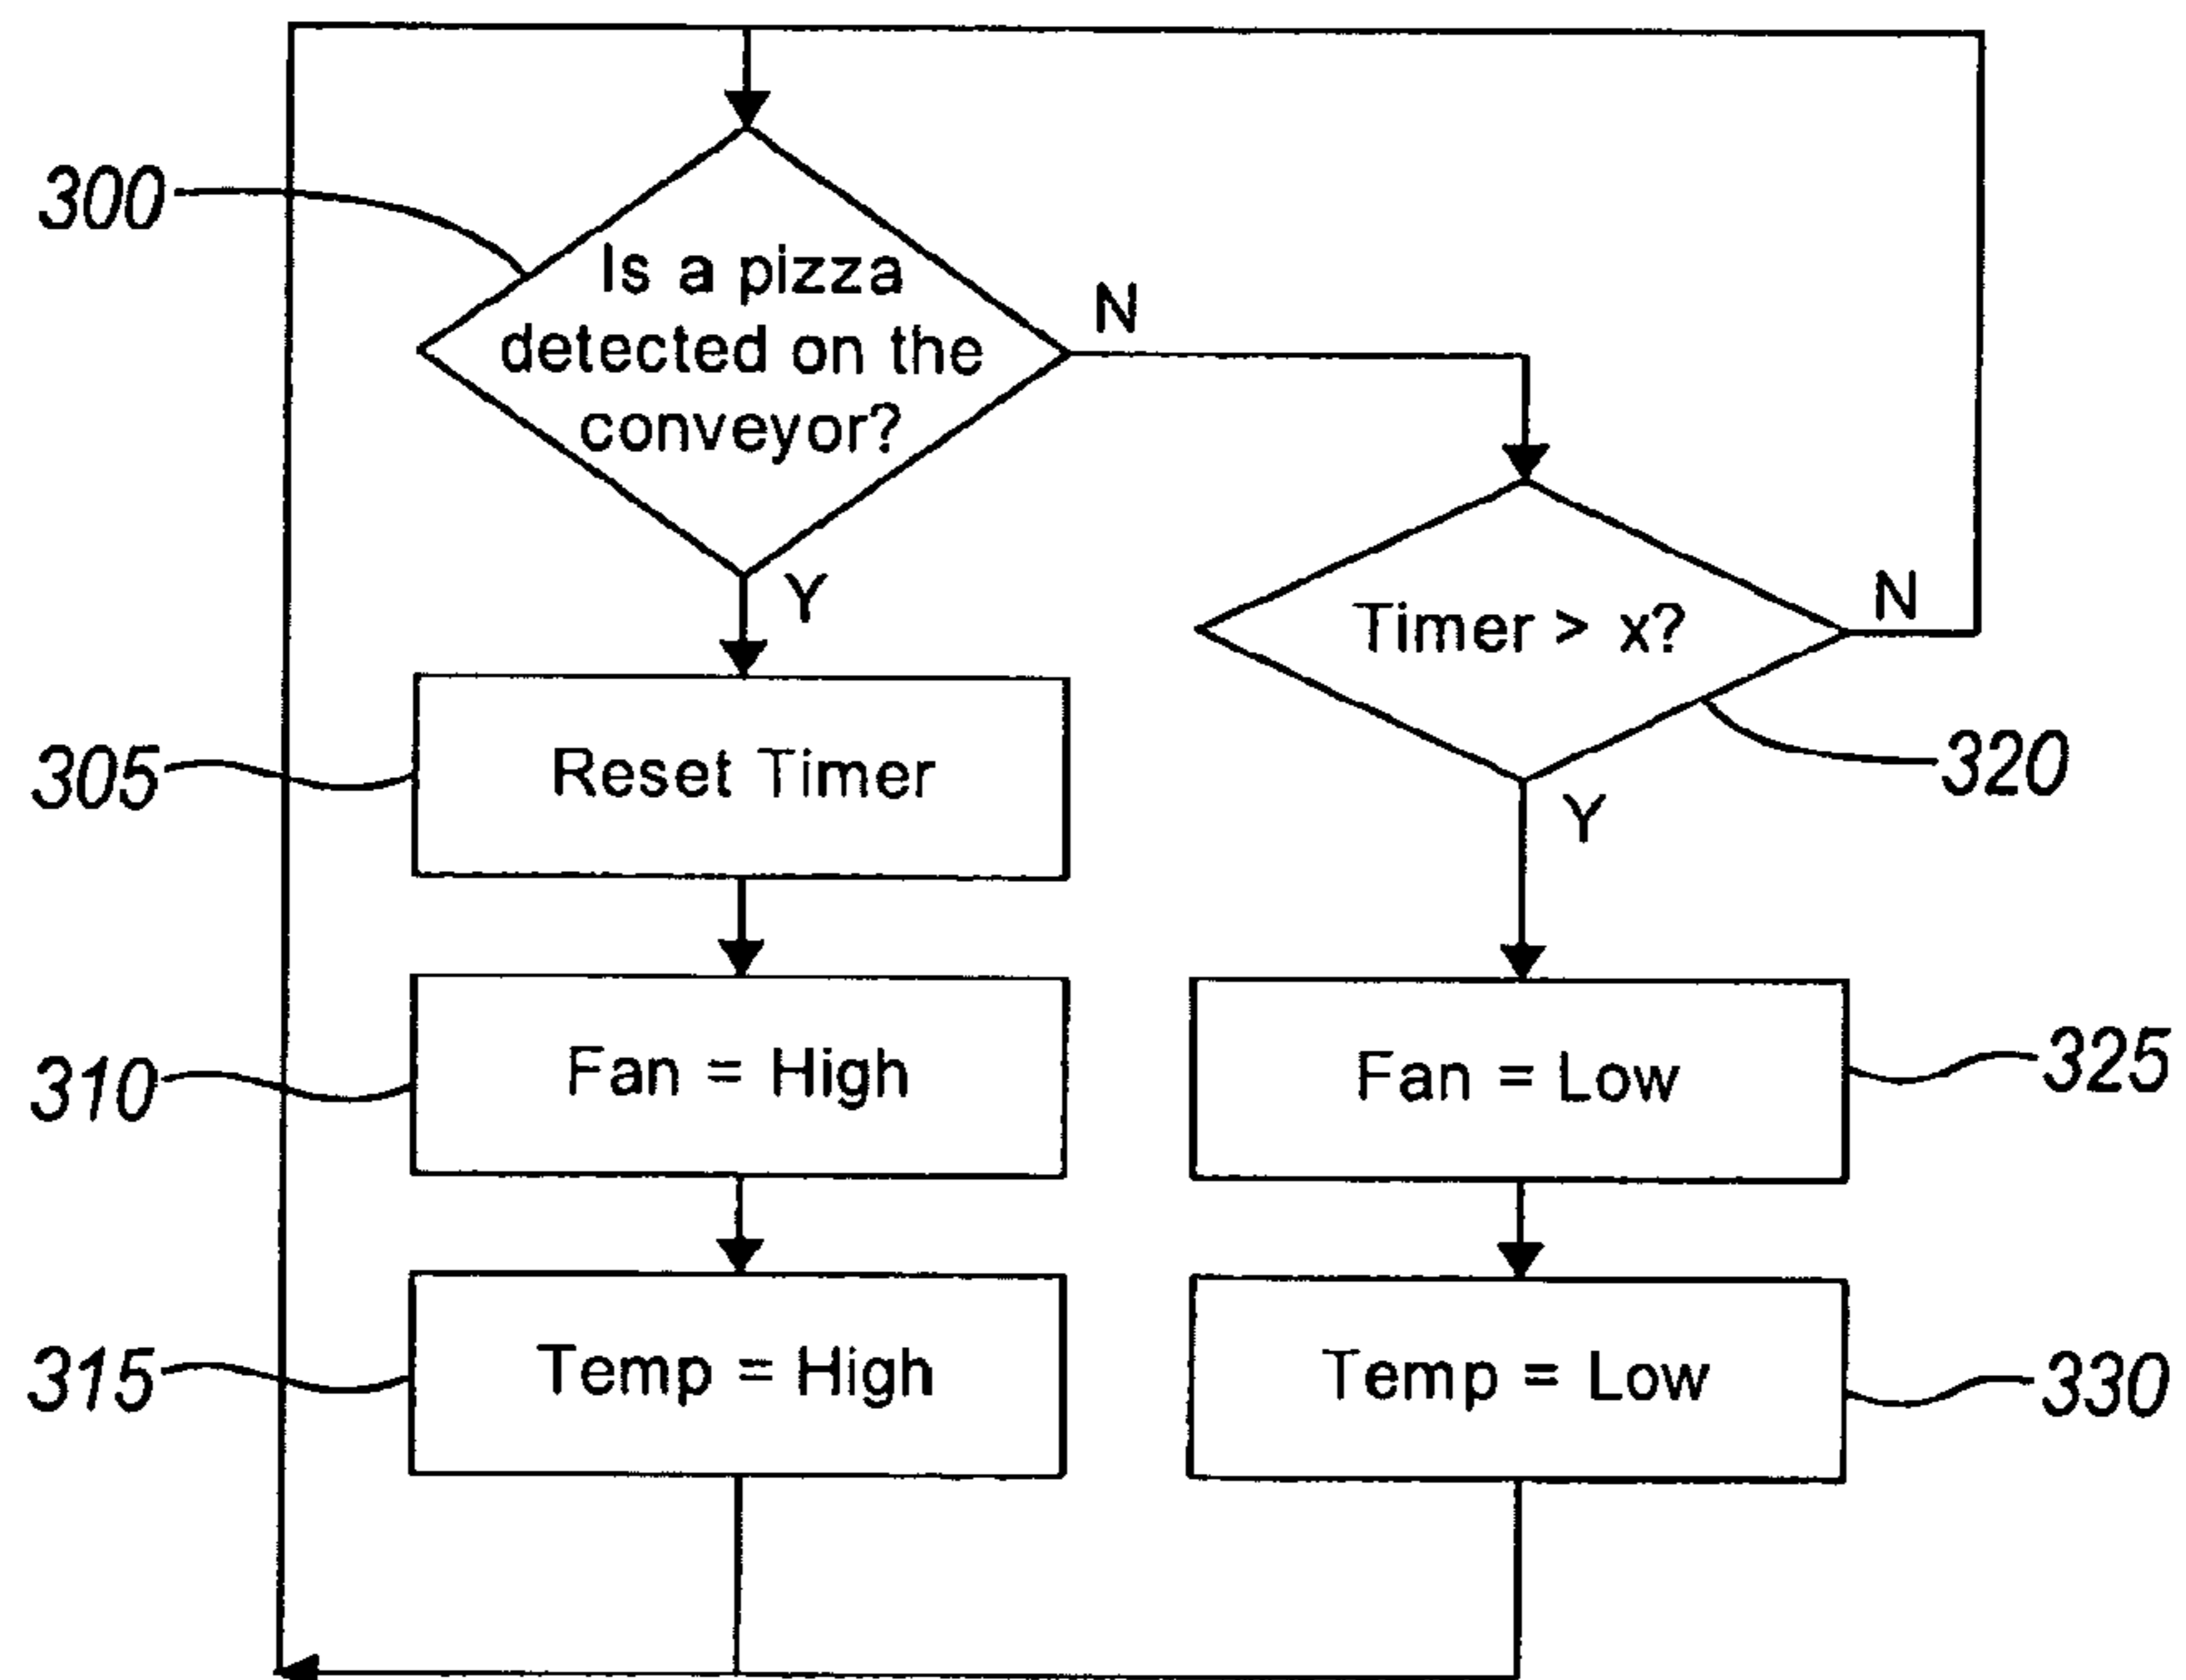 300
Is a pizza
detected on the
conveyor?
N
Y
Timer > x?
N
320
Y
305
Reset Timer
310
Fan = High
Fan = Low
325
315
Temp = High
Temp = Low
330